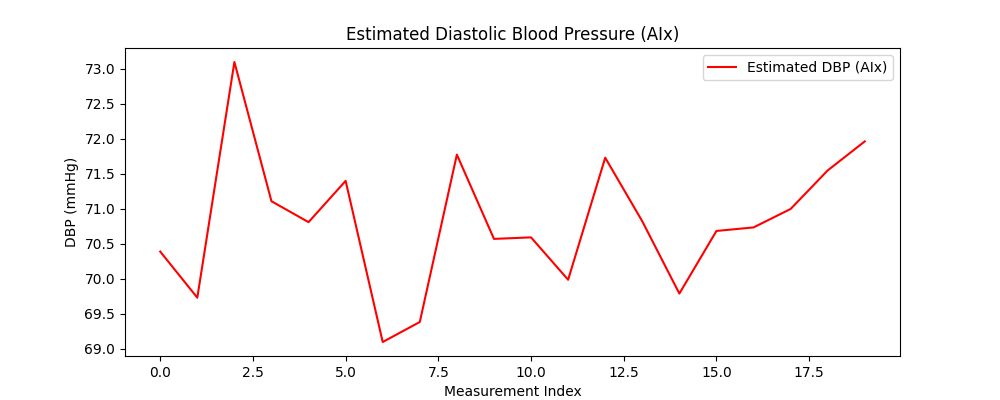 Estimated Diastolic Blood Pressure (AIx)
Estimated DBP (AIx)
DBP (mmHg)
73.0
72.5
72.0
71.5
71.0
70.5
70.0
69.5
69.0
0.0 2.5 5.0 7.5 10.0 12.5 15.0 17.5
Measurement Index